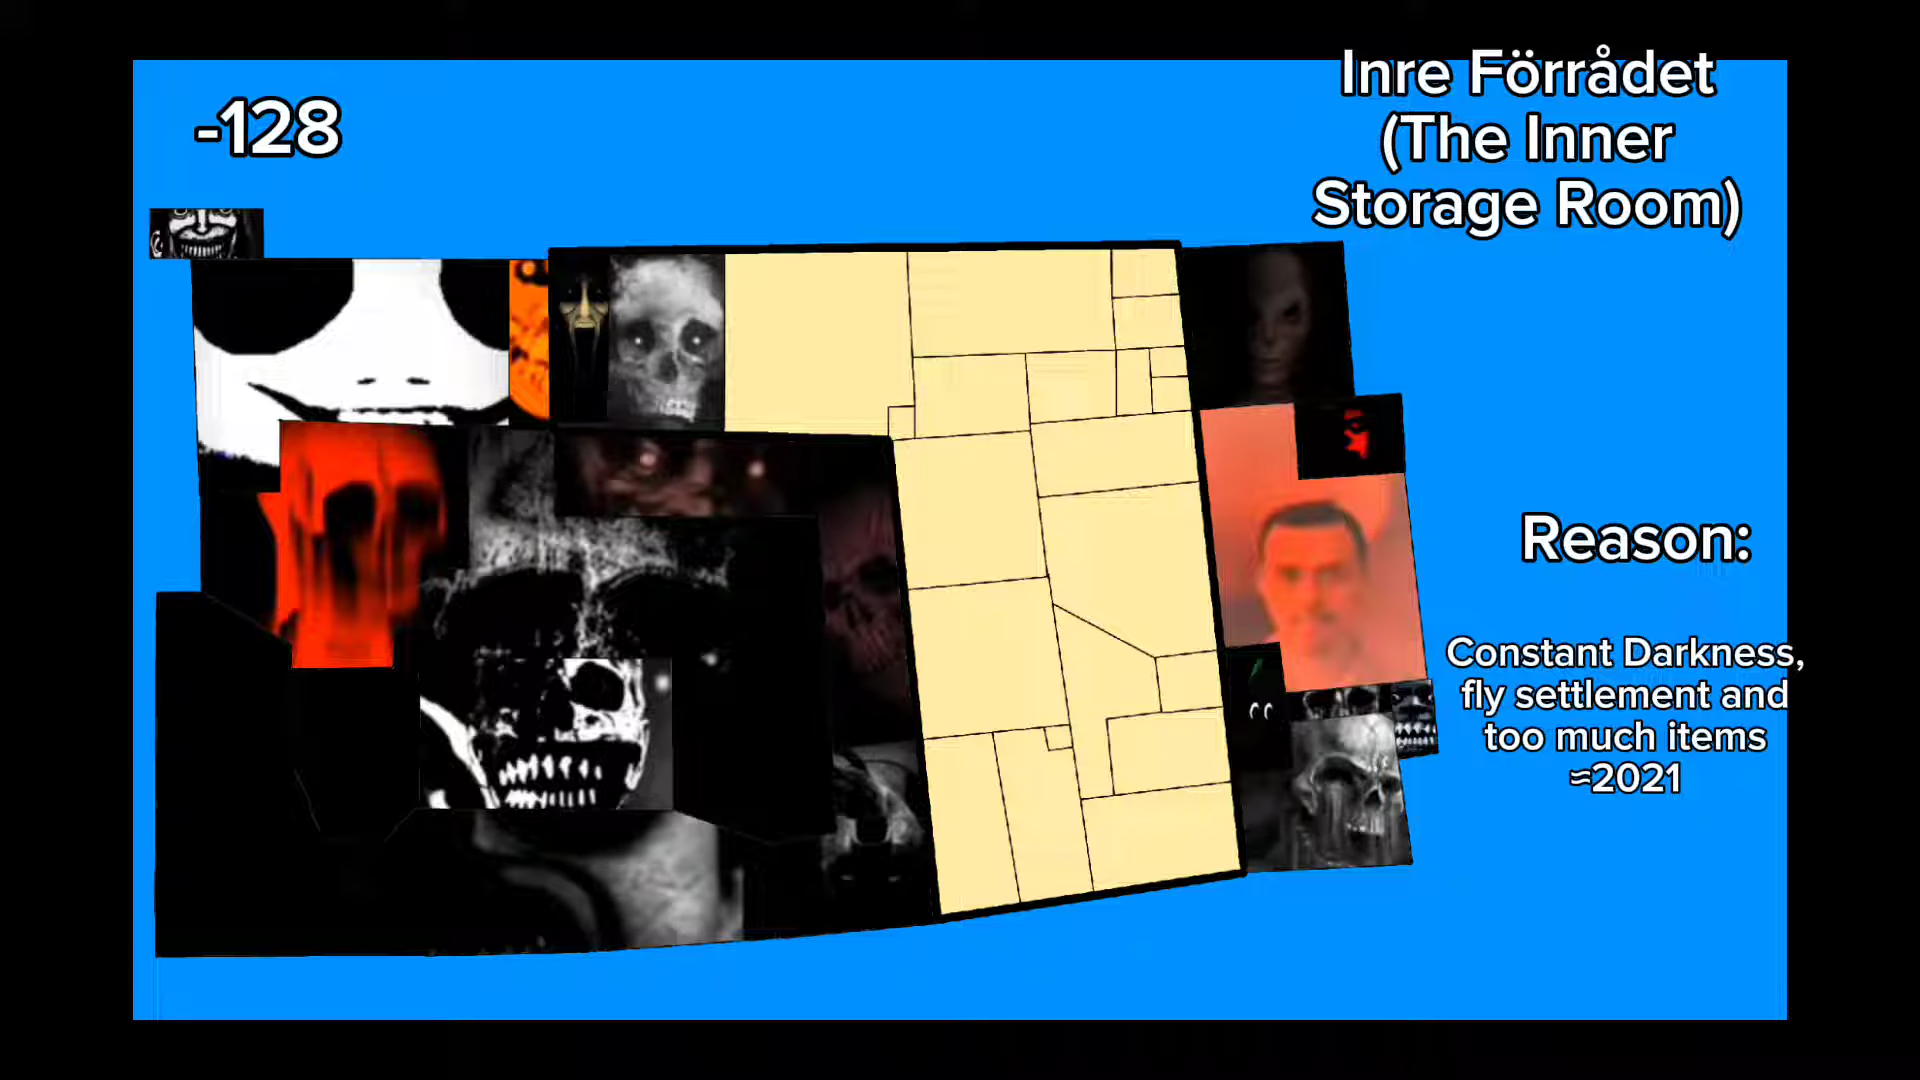 -128
Inre Förrådet
(The Inner
Storage Room)
Reason:
Constant Darkness,
fly settlement and
too much items
≈2021